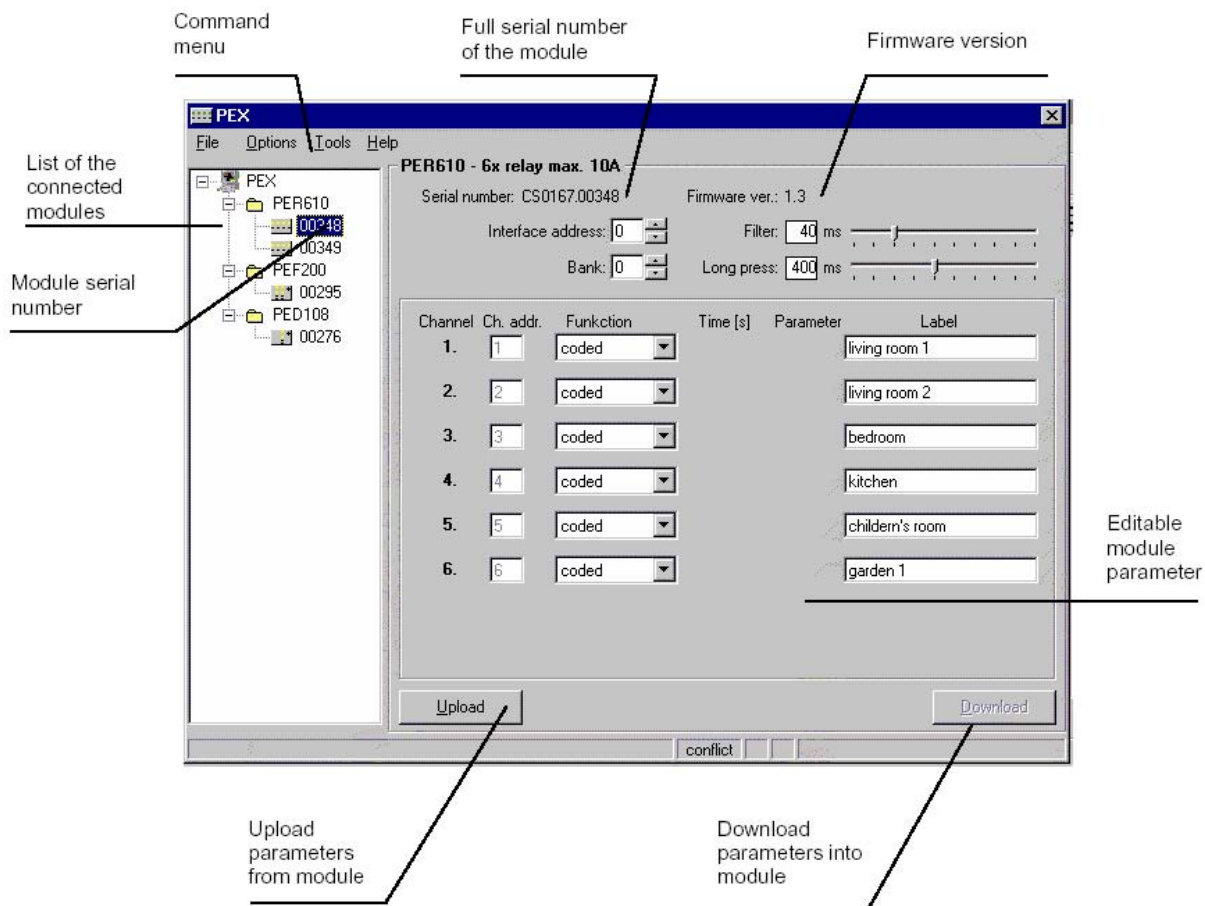 Command
menu
Full serial number
of the module
Firmware version
List of the
connected
modules
Module serial
number
PEX
File Options Tools Help
PEX
PER610
00348
00349
PEF200
00295
PED108
00276
PER610 - 6x relay max. 10A
Serial number: CS0167.00348 Firmware ver.: 1.3
Interface address: 0 Filter: 40 ms
Bank: 0 Long press: 400 ms
Channel Ch. addr. Funkction Time [s] Parameter Label
1. 1 coded living room 1
2. 2 coded living room 2
3. 3 coded bedroom
4. 4 coded kitchen
5. 5 coded childern's room
6. 6 coded garden 1
Editable
module
parameter
Upload Download
conflict
Upload
parameters
from module
Download
parameters into
module